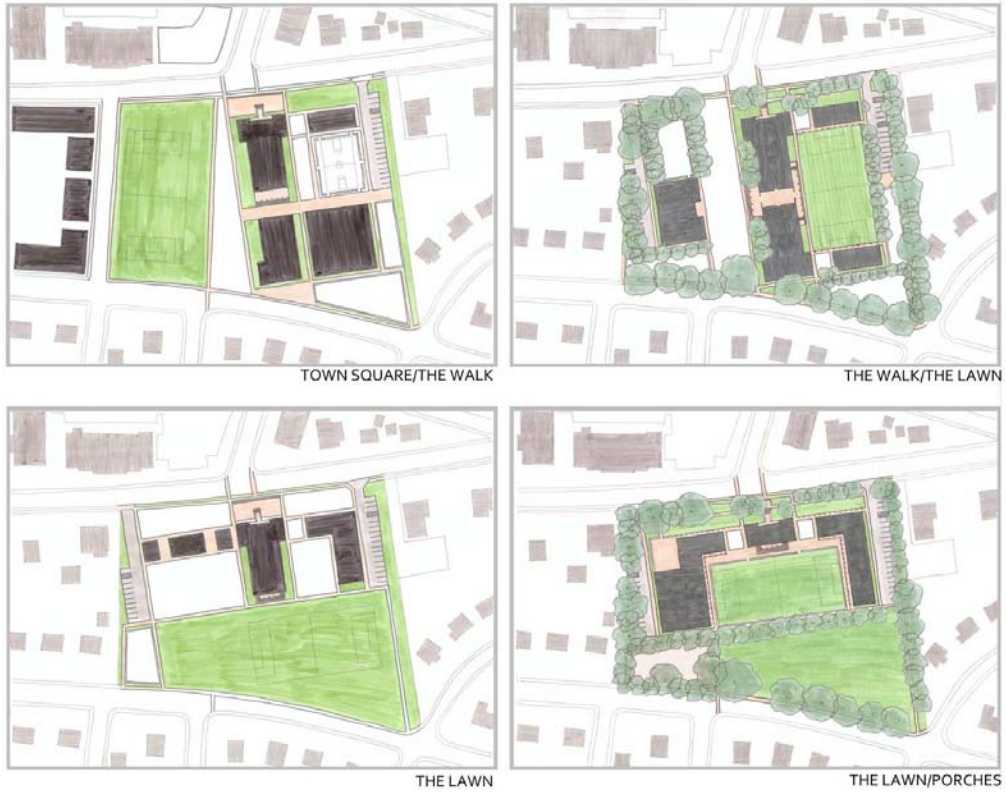 TOWN SQUARE/THE WALK
THE WALK/THE LAWN
THE LAWN
THE LAWN/PORCHES